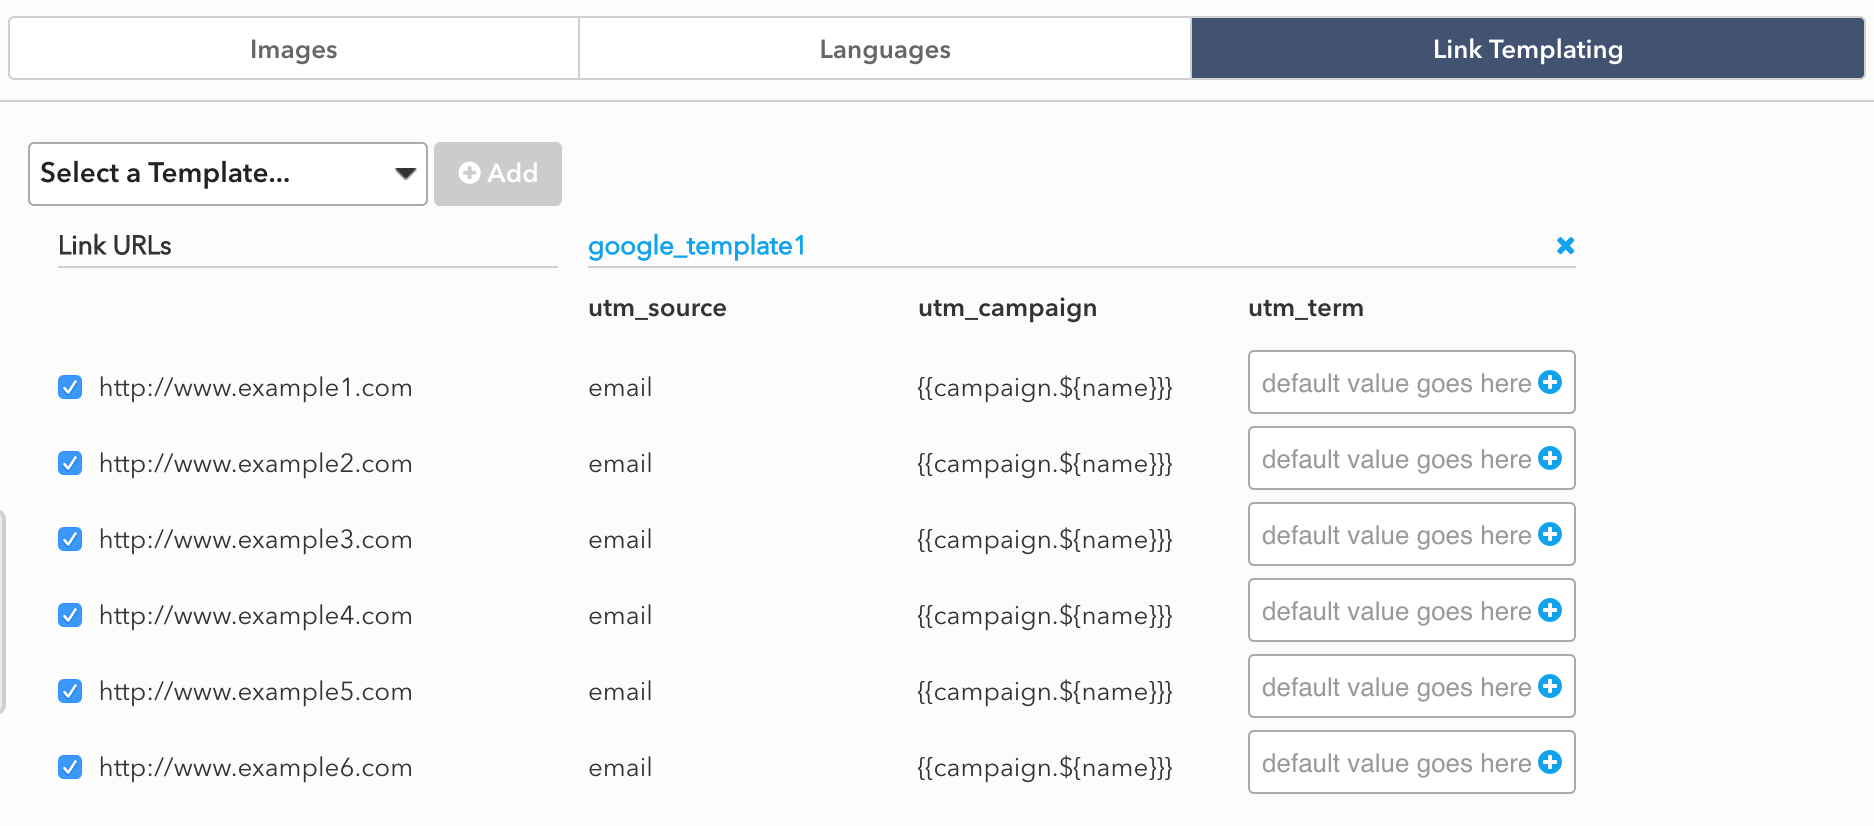 Images Languages Link Templating
Select a Template... Add
Link URLs google_template1
utm_source utm_campaign utm_term
http://www.example1.com email {{campaign.${name}}} default value goes here
http://www.example2.com email {{campaign.${name}}} default value goes here
http://www.example3.com email {{campaign.${name}}} default value goes here
http://www.example4.com email {{campaign.${name}}} default value goes here
http://www.example5.com email {{campaign.${name}}} default value goes here
http://www.example6.com email {{campaign.${name}}} default value goes here